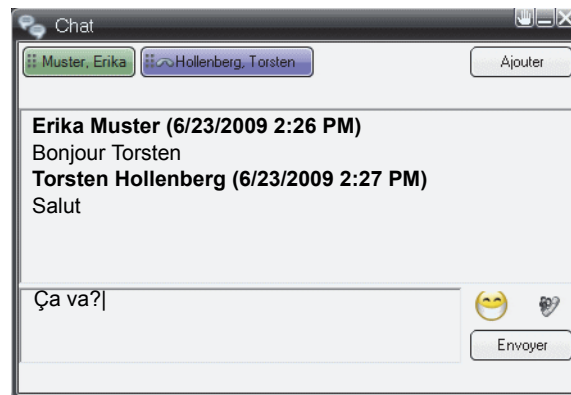 Chat
Muster, Erika Hollenberg, Torsten Ajouter
Erika Muster (6/23/2009 2:26 PM)
Bonjour Torsten
Torsten Hollenberg (6/23/2009 2:27 PM)
Salut
Ça va?
Envoyer